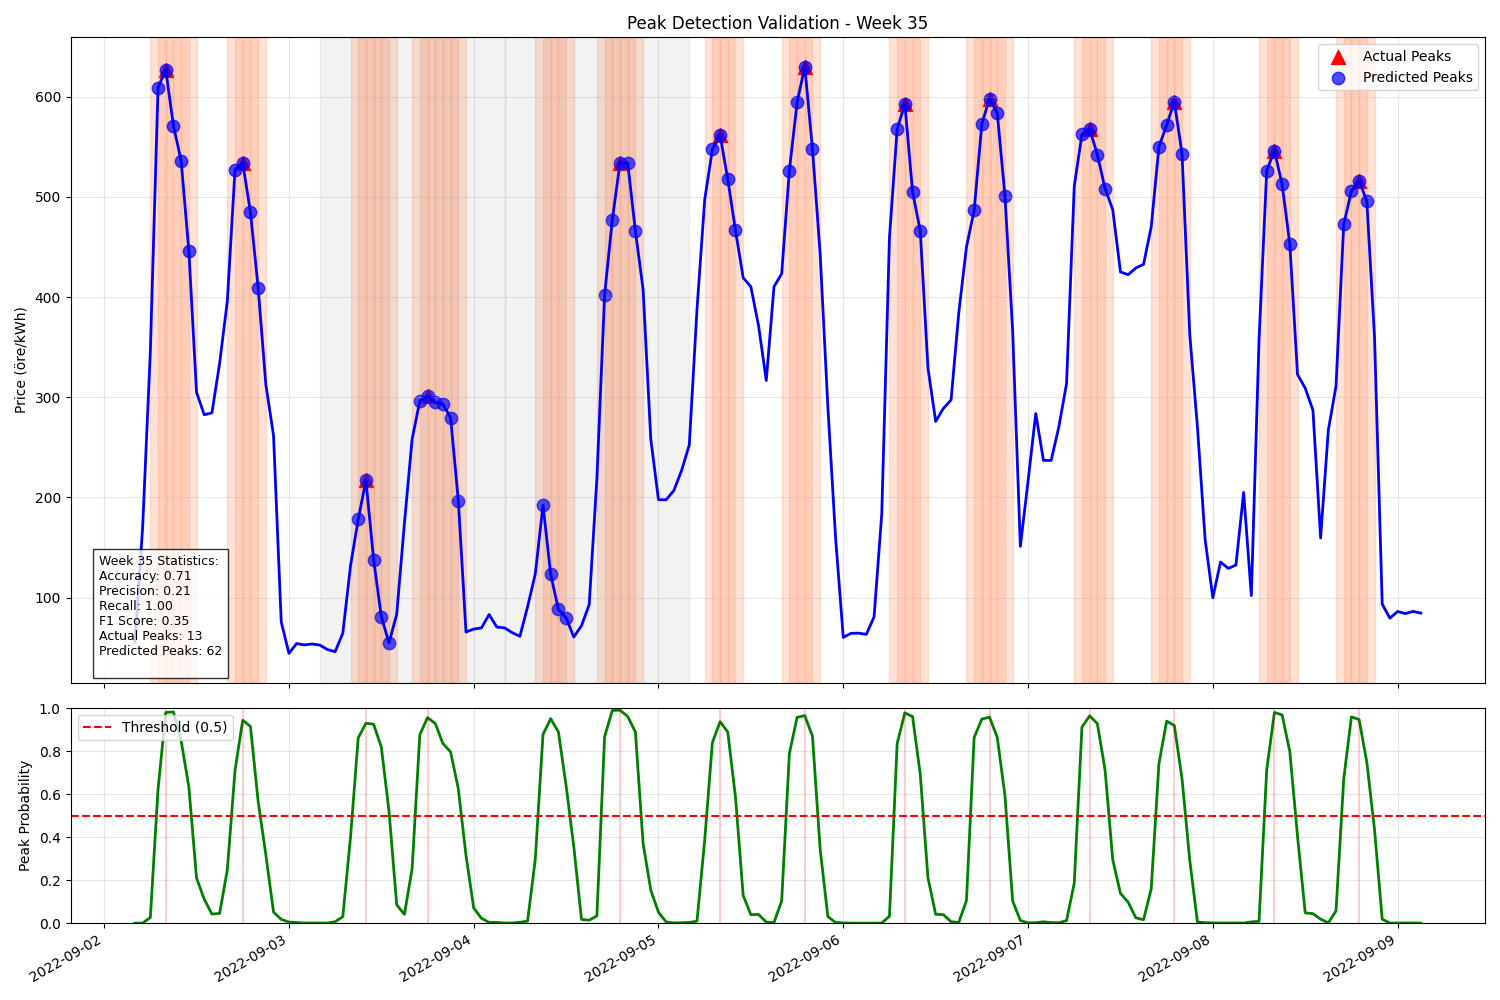 Peak Detection Validation - Week 35
Actual Peaks
Predicted Peaks
Price (öre/kWh)
600
500
400
300
200
100
Week 35 Statistics:
Accuracy: 0.71
Precision: 0.21
Recall: 1.00
F1 Score: 0.35
Actual Peaks: 13
Predicted Peaks: 62
Peak Probability
1.0
0.8
0.6
0.4
0.2
0.0
Threshold (0.5)
2022-09-02
2022-09-03
2022-09-04
2022-09-05
2022-09-06
2022-09-07
2022-09-08
2022-09-09